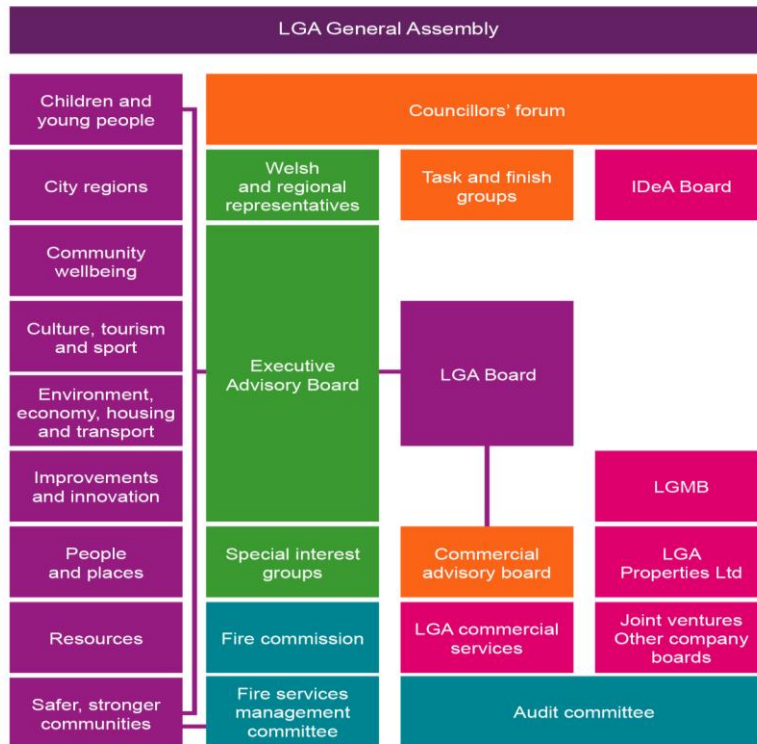 LGA General Assembly
Children and
young people
Councillors' forum
City regions
Welsh
and regional
representatives
Task and finish
groups
IDeA Board
Community
wellbeing
Culture, tourism
and sport
Executive
Advisory Board
LGA Board
Environment,
economy, housing
and transport
Improvements
and innovation
LGMB
People
and places
Special interest
groups
Commercial
advisory board
LGA
Properties Ltd
Resources
Fire commission
LGA commercial
services
Joint ventures
Other company
boards
Safer, stronger
communities
Fire services
management
committee
Audit committee